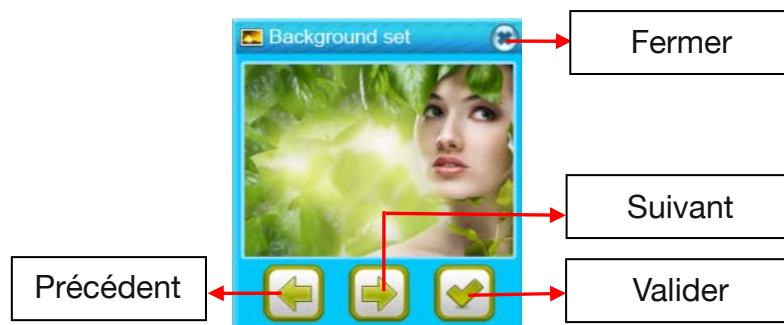 Background set
Fermer
Suivant
Précédent
Valider